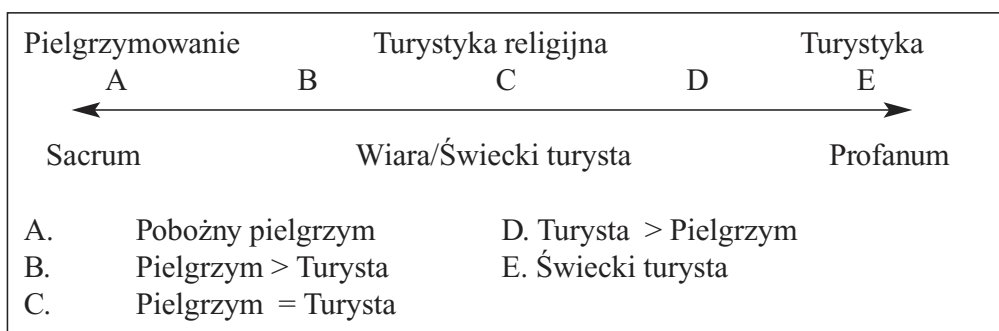 Pielgrzymowanie Turystyka religijna Turystyka
A B C D E
Sacrum Wiara/Świecki turysta Profanum
A. Pobożny pielgrzym D. Turysta > Pielgrzym
B. Pielgrzym > Turysta E. Świecki turysta
C. Pielgrzym = Turysta